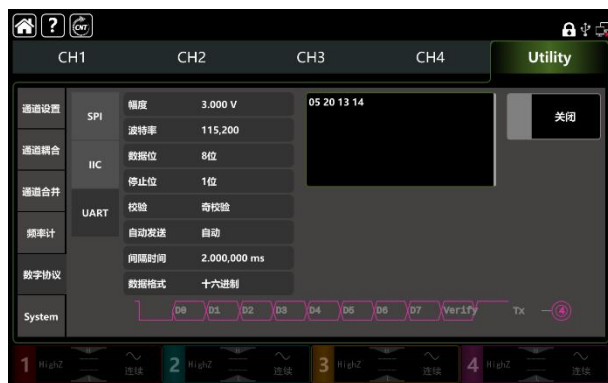 ? CNT
CH1 CH2 CH3 CH4 Utility
通道设置
通道耦合
通道合并
频率计
数字协议
System
SPI
IIC
UART
幅度 3.000 V
波特率 115,200
数据位 8位
停止位 1位
校验 奇校验
自动发送 自动
间隔时间 2.000,000 ms
数据格式 十六进制
05 20 13 14
关闭
D0 D1 D2 D3 D4 D5 D6 D7 Verify Tx 4
1 HighZ 连续 2 HighZ 连续 3 HighZ 连续 4 HighZ 连续